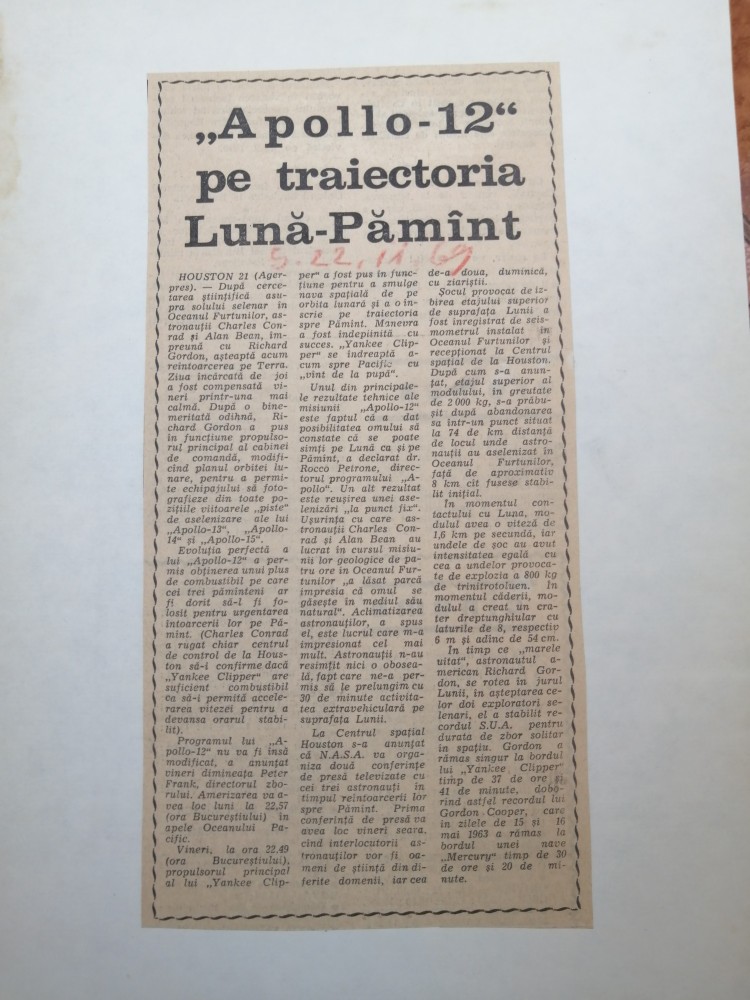 „Apollo-12“
pe traiectoria
Lună-Pămînt
S. 22, 11 69
HOUSTON 21 (Ager-
pres). — După cerce-
tarea științifică asu-
pra solului selenar în
Oceanul Furtunilor, as-
tronauții Charles Con-
rad și Alan Bean, îm-
preună cu Richard
Gordon, așteaptă acum
reîntoarcerea pe Terra.
Ziua încărcată de joi
a fost compensată vi-
neri printr-una mai
calmă. După o bine-
meritată odihnă, Ri-
chard Gordon a pus
în funcțiune propulso-
rul principal al cabinei
de comandă, modifi-
cînd planul orbitei lu-
nare, pentru a permi-
te echipajului să foto-
grafieze din toate po-
zițiile viitoarele „piste”
de aselenizare ale lui
„Apollo-13”, „Apollo-
14” și „Apollo-15”.
Evoluția perfectă a
lui „Apollo-12” a per-
mis obținerea unui plus
de combustibil pe care
cei trei pămînteni ar
fi dorit să-l fi fo-
losit pentru urgentarea
întoarcerii lor pe Pă-
mînt. (Charles Conrad
a rugat chiar centrul
de control de la Hous-
ton să-i confirme dacă
„Yankee Clipper” are
suficient combustibil
ca să-i permită accele-
rarea vitezei pentru a
devansa orarul stabi-
lit).
Programul lui „A-
pollo-12” nu va fi însă
modificat, a anunțat
vineri dimineața Peter
Frank, directorul zbo-
rului. Amerizarea va a-
vea loc luni la 22,57
(ora Bucureștiului) în
apele Oceanului Pa-
cific.
Vineri, la ora 22.49
(ora Bucureștiului),
propulsorul principal
al lui „Yankee Clip-
per” a fost pus în func-
țiune pentru a smulge
nava spațială de pe
orbita lunară și a o în-
scrie pe traiectoria
spre Pămînt. Manevra
a fost îndeplinită cu
succes. „Yankee Clip-
per” se îndreaptă a-
cum spre Pacific cu
„vînt de la pupă”.
Unul din principale-
le rezultate tehnice ale
misiunii „Apollo-12”
este faptul că a dat
posibilitatea omului să
constate că se poate
simți pe Lună ca și pe
Pămînt, a declarat dr.
Rocco Petrone, direc-
torul programului „A-
pollo”. Un alt rezultat
este reușirea unei ase-
lenizări „la punct fix”.
Ușurința cu care as-
tronauții Charles Con-
rad și Alan Bean au
lucrat în cursul misiu-
nii lor geologice de pa-
tru ore în Oceanul Fur-
tunilor „a lăsat parcă
impresia că omul se
găsește în mediul său
natural”. Aclimatizarea
astronauților, a spus
el, este lucrul care m-a
impresionat cel mai
mult. Astronauții n-au
resimțit nici o obosea-
lă, fapt care ne-a per-
mis să le prelungim cu
30 de minute activita-
tea extravehiculară pe
suprafața Lunii.
La Centrul spațial
Houston s-a anunțat
că N.A.S.A. va orga-
niza două conferințe
de presă televizate cu
cei trei astronauți în
timpul reîntoarcerii lor
spre Pămînt. Prima
conferință de presă va
avea loc vineri seara,
cînd interlocutorii as-
tronauților vor fi oa-
meni de știință din di-
ferite domenii, iar cea
de-a doua, duminică,
cu ziariștii.
Șocul provocat de iz-
birea etajului superior
de suprafața Lunii a
fost înregistrat de seis-
mometrul instalat în
Oceanul Furtunilor și
recepționat la Centrul
spațial de la Houston.
După cum s-a anun-
țat, etajul superior al
modulului, în greutate
de 2 000 kg, s-a prăbu-
șit după abandonarea
sa într-un punct situat
la 74 de km distanță
de locul unde astro-
nauții au aselenizat în
Oceanul Furtunilor,
față de aproximativ
8 km cît fusese stabi-
lit inițial.
În momentul con-
tactului cu Luna, mo-
dulul avea o viteză de
1,6 km pe secundă, iar
undele de șoc au avut
intensitatea egală cu
cea a undelor provoca-
te de explozia a 800 kg
de trinitrotoluen. În
momentul căderii, mo-
dulul a creat un cra-
ter dreptunghiular cu
laturile de 8, respectiv
6 m și adînc de 54 cm.
În timp ce „marele
uitat”, astronautul a-
merican Richard Gor-
don, se rotea în jurul
Lunii, în așteptarea ce-
lor doi exploratori se-
lenari, el a stabilit re-
cordul S.U.A. pentru
durata de zbor solitar
în spațiu. Gordon a
rămas singur la bordul
lui „Yankee Clipper”
timp de 37 de ore și
41 de minute, dobo-
rînd astfel recordul lui
Gordon Cooper, care
în zilele de 15 și 16
mai 1963 a rămas la
bordul unei nave
„Mercury” timp de 30
de ore și 20 de mi-
nute.